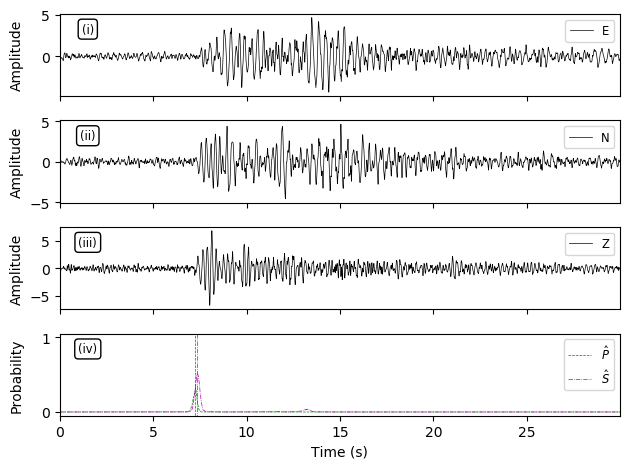 5
(i)
E
Amplitude
0
5
(ii)
N
Amplitude
0
−5
5
(iii)
Z
Amplitude
0
−5
1
(iv)
P̂
Ŝ
Probability
0
0 5 10 15 20 25
Time (s)